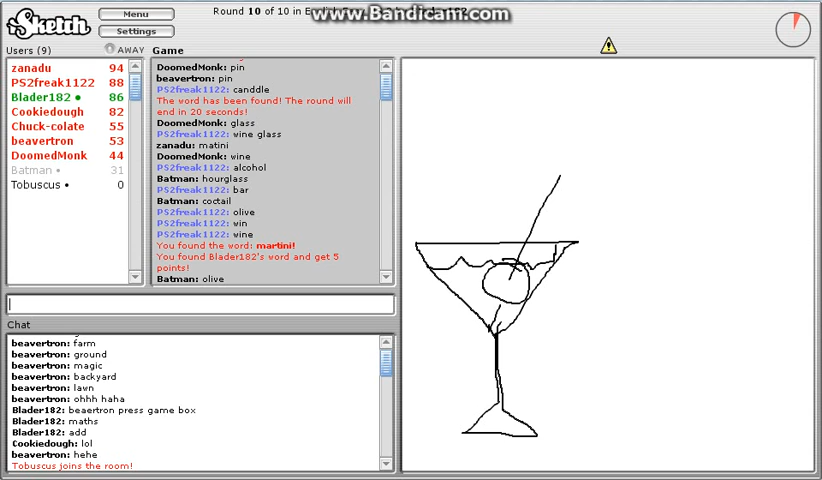 iSketch
Menu
Settings
Round 10 of 10 in
www.Bandicam.com
Users (9)
AWAY
Game
zanadu 94
PS2freak1122 88
Blader182 • 86
Cookiedough 82
Chuck-colate 55
beavertron 53
DoomedMonk 44
Batman • 31
Tobuscus • 0
DoomedMonk: pin
beavertron: pin
PS2freak1122: canddle
The word has been found! The round will
end in 20 seconds!
DoomedMonk: glass
PS2freak1122: wine glass
zanadu: matini
DoomedMonk: wine
PS2freak1122: alcohol
Batman: hourglass
PS2freak1122: bar
Batman: coctail
PS2freak1122: olive
PS2freak1122: win
PS2freak1122: wine
You found the word: martini!
You found Blader182's word and get 5
points!
Batman: olive
Chat
beavertron: farm
beavertron: ground
beavertron: magic
beavertron: backyard
beavertron: lawn
beavertron: ohhh haha
Blader182: beaertron press game box
Blader182: maths
Blader182: add
Cookiedough: lol
beavertron: hehe
Tobuscus joins the room!